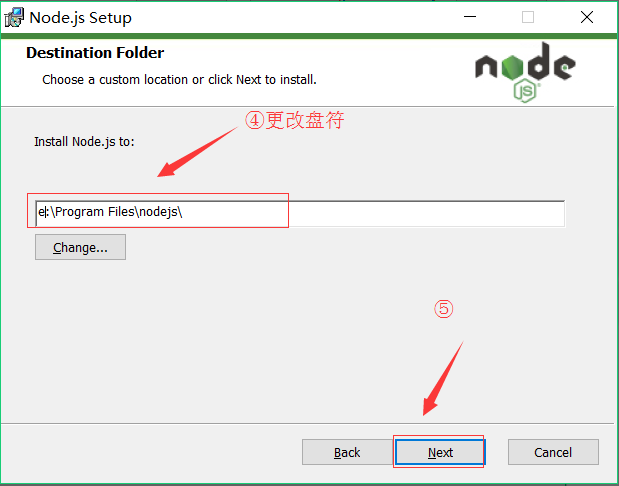 Node.js Setup
Destination Folder
Choose a custom location or click Next to install.
node
JS
④更改盘符
Install Node.js to:
e:\Program Files\nodejs\
Change...
⑤
Back
Next
Cancel